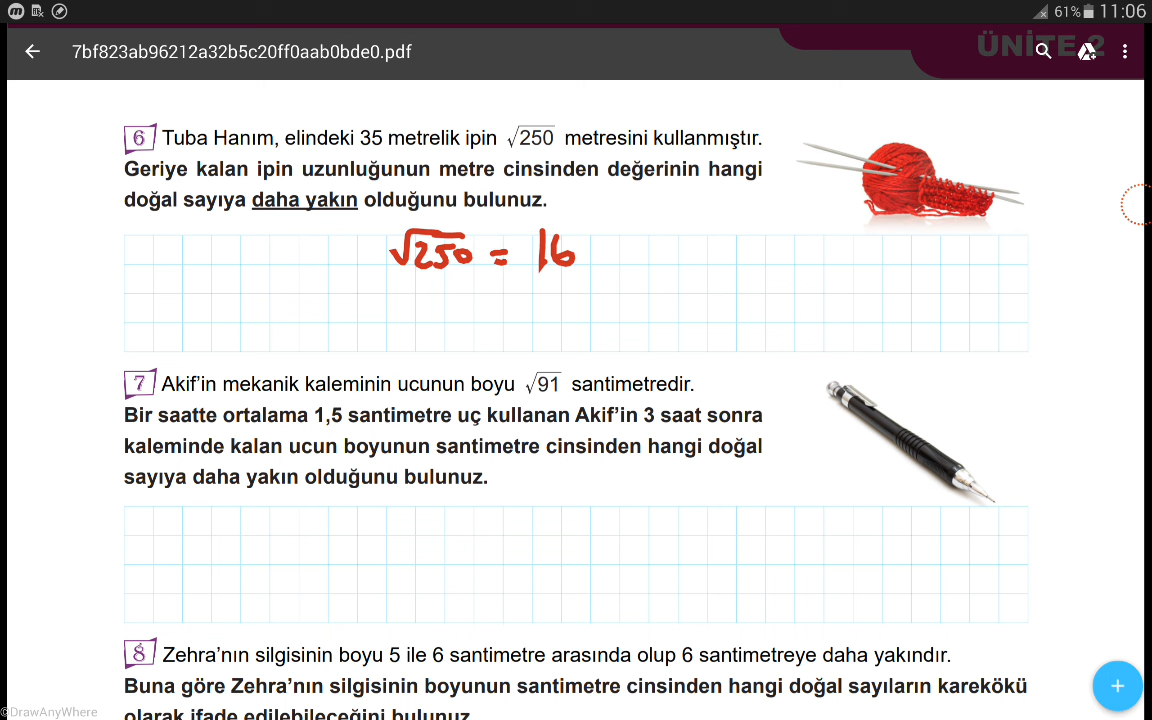 61% 11:06
7bf823ab96212a32b5c20ff0aab0bde0.pdf
ÜNİTE 2
6 Tuba Hanım, elindeki 35 metrelik ipin √250 metresini kullanmıştır.
Geriye kalan ipin uzunluğunun metre cinsinden değerinin hangi
doğal sayıya daha yakın olduğunu bulunuz.
√250 = 16
7 Akif’in mekanik kaleminin ucunun boyu √91 santimetredir.
Bir saatte ortalama 1,5 santimetre uç kullanan Akif’in 3 saat sonra
kaleminde kalan ucun boyunun santimetre cinsinden hangi doğal
sayıya daha yakın olduğunu bulunuz.
8 Zehra’nın silgisinin boyu 5 ile 6 santimetre arasında olup 6 santimetreye daha yakındır.
Buna göre Zehra’nın silgisinin boyunun santimetre cinsinden hangi doğal sayıların karekökü
olarak ifade edilebileceğini bulunuz.
©DrawAnyWhere